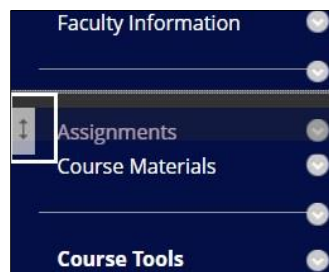 Faculty Information
Assignments
Course Materials
Course Tools